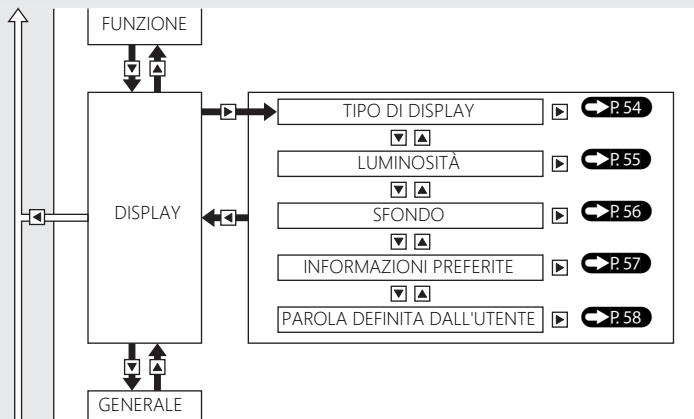 FUNZIONE
TIPO DI DISPLAY P. 54
LUMINOSITÀ P. 55
DISPLAY SFONDO P. 56
INFORMAZIONI PREFERITE P. 57
PAROLA DEFINITA DALL'UTENTE P. 58
GENERALE